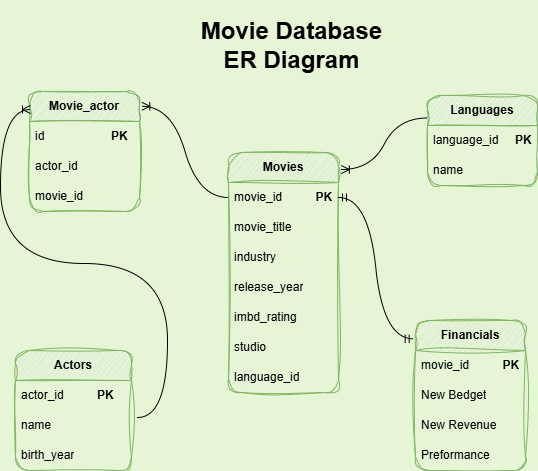 Movie Database
ER Diagram
Movie_actor
id PK
actor_id
movie_id
Movies
movie_id PK
movie_title
industry
release_year
imbd_rating
studio
language_id
Languages
language_id PK
name
Actors
actor_id PK
name
birth_year
Financials
movie_id PK
New Bedget
New Revenue
Preformance